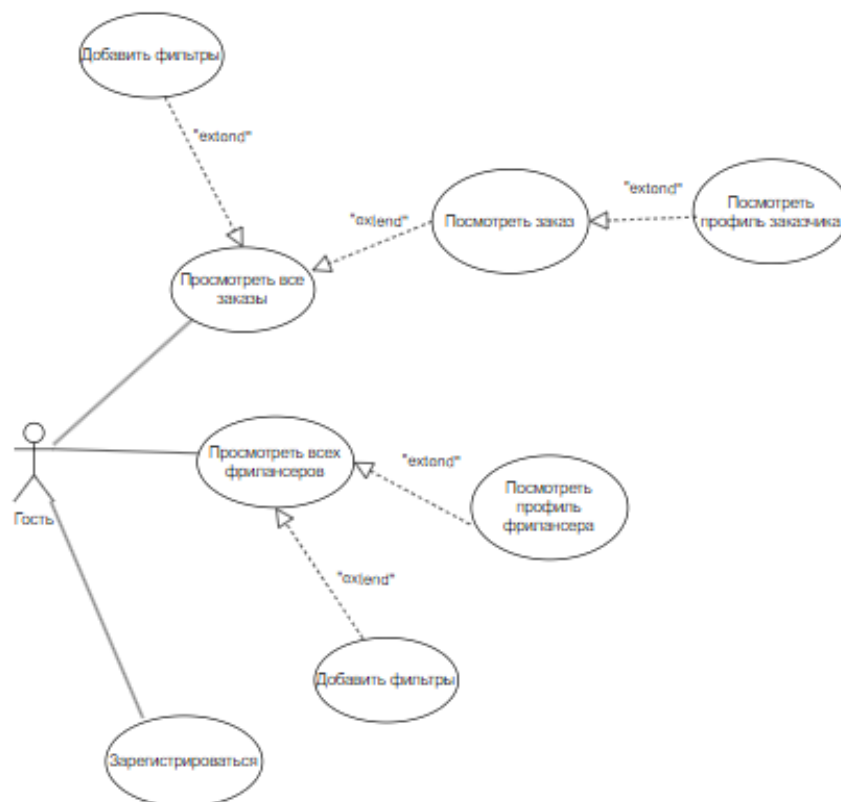 Добавить фильтры
"extend"
"extend"
Посмотреть
профиль заказчика
"extend"
Посмотреть заказ
Просмотреть все
заказы
Просмотреть всех
фрилансеров
"extend"
Посмотреть
профиль
фрилансера
Гость
"extend"
Добавить фильтры
Зарегистрироваться